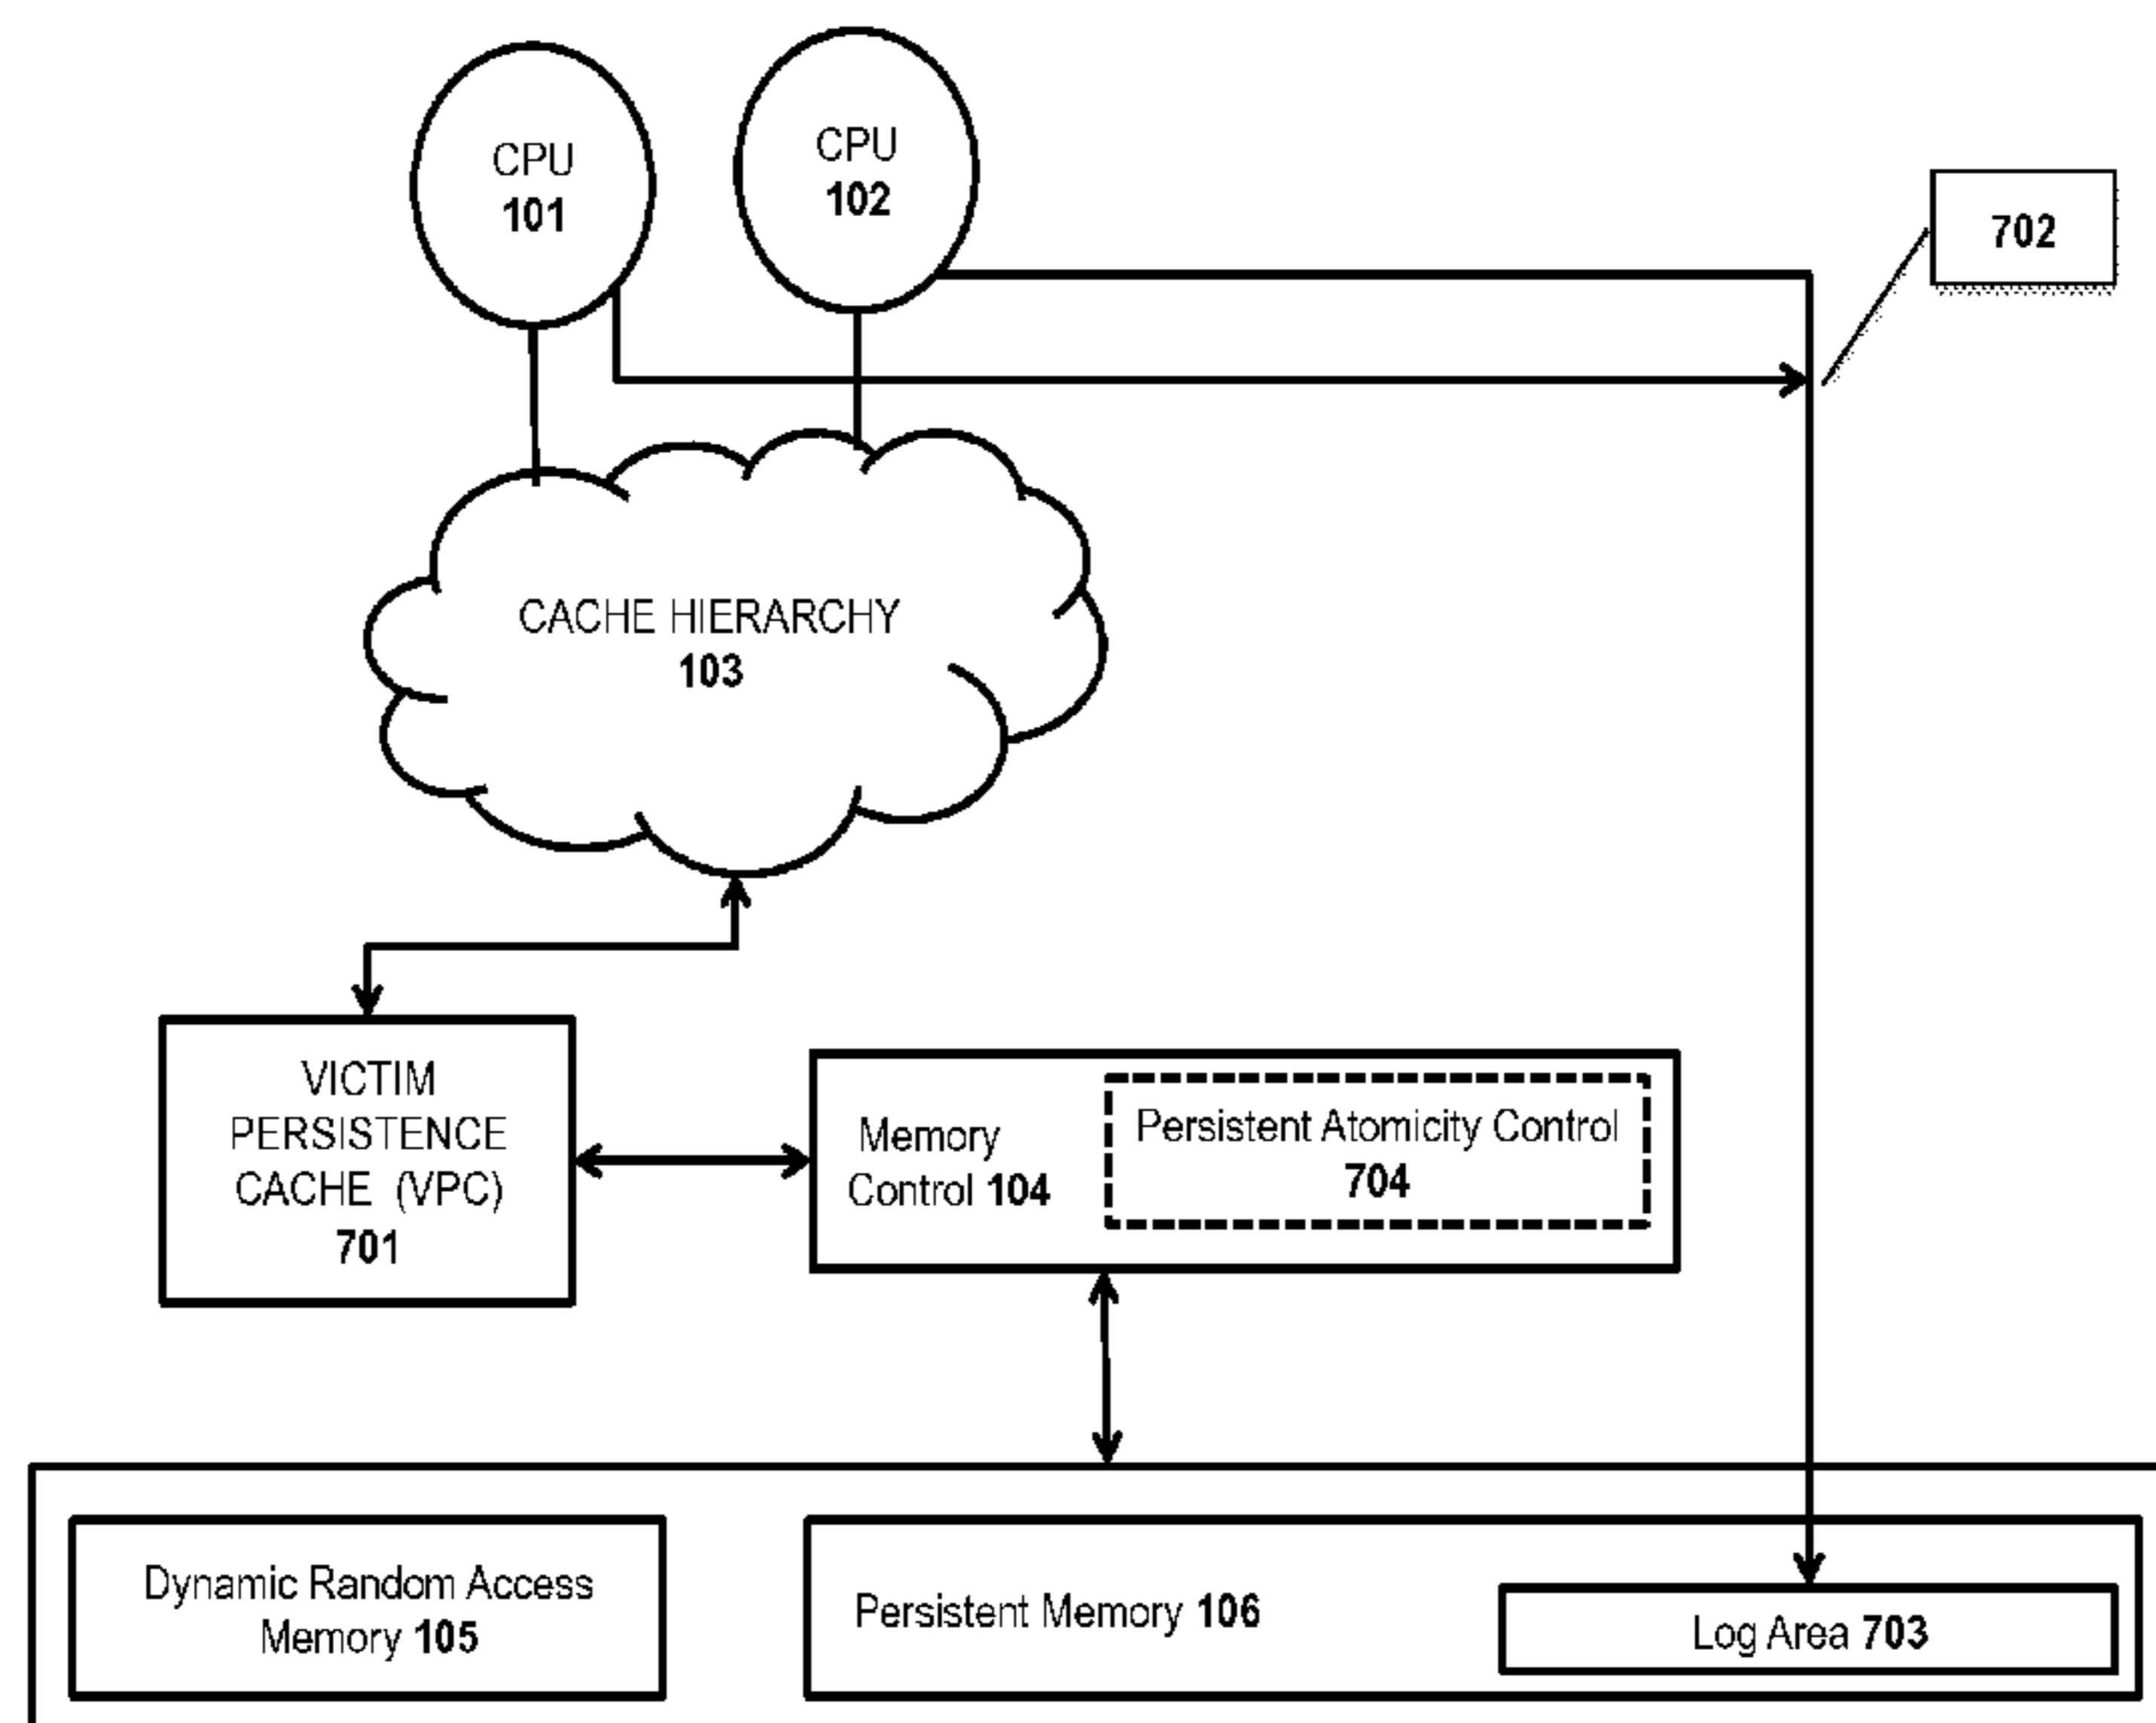 CPU
101
CPU
102
702
CACHE HIERARCHY
103
VICTIM
PERSISTENCE
CACHE (VPC)
701
Memory
Control 104
Persistent Atomicity Control
704
Dynamic Random Access
Memory 105
Persistent Memory 106
Log Area 703